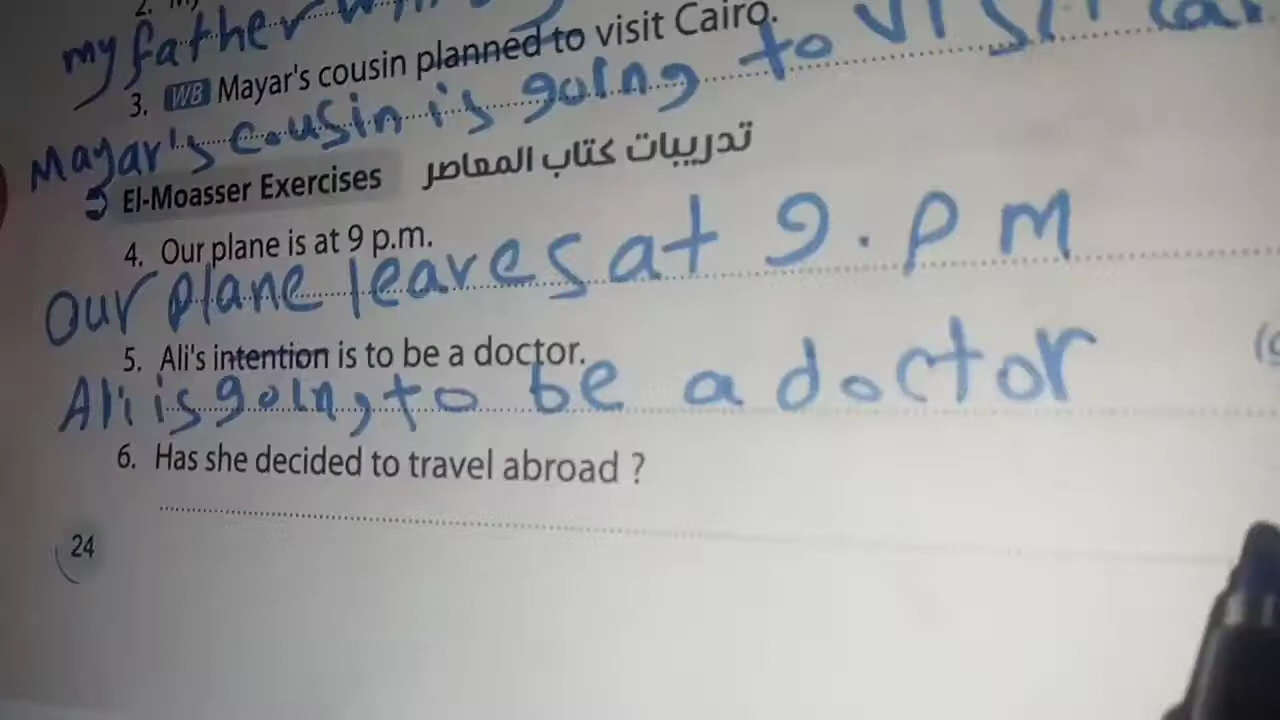 my father
3. WB Mayar's cousin planned to visit Cairo.
Mayar's cousin is going to visit
El-Moasser Exercises تدريبات كتاب المعاصر
4. Our plane is at 9 p.m.
Our plane leaves at 9. PM
5. Ali's intention is to be a doctor.
Ali is going to be a doctor
6. Has she decided to travel abroad ?
24